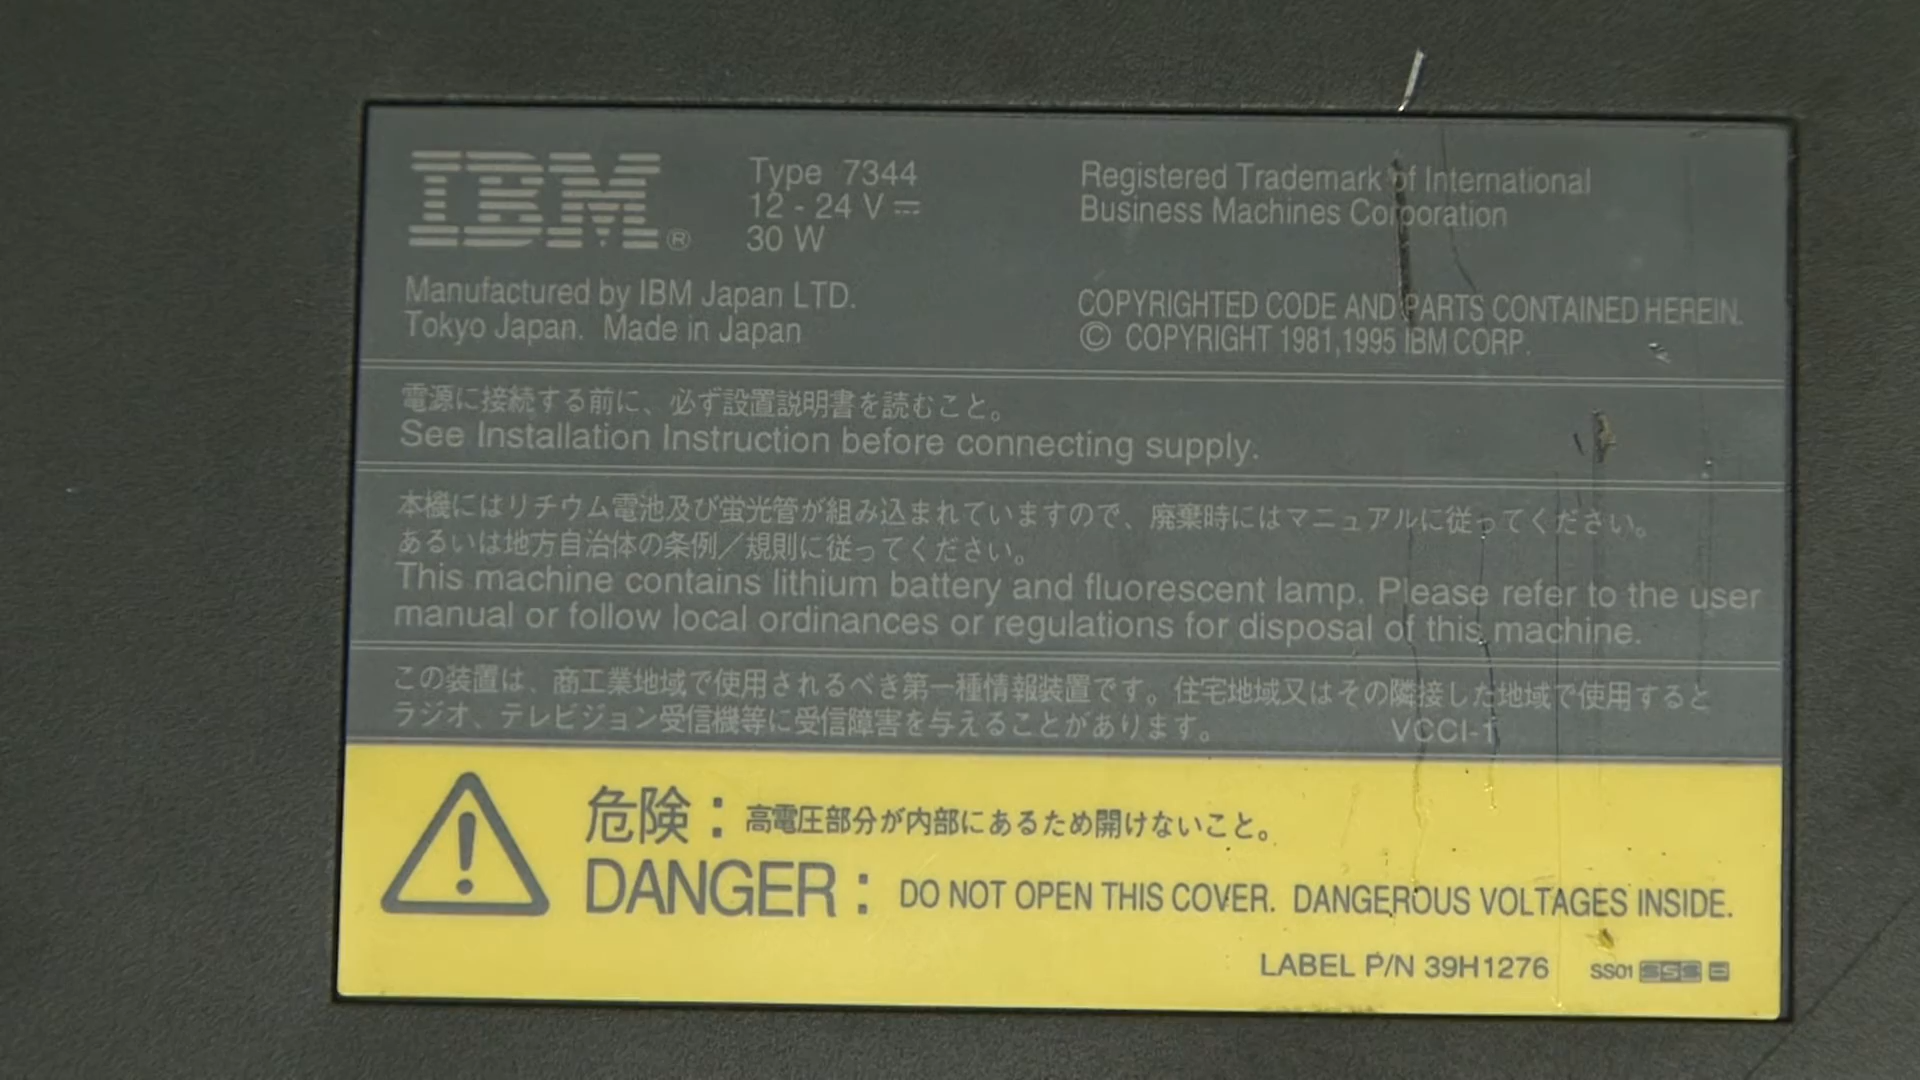 IBM®
Type 7344
12 - 24 V ⎓
30 W
Manufactured by IBM Japan LTD.
Tokyo Japan. Made in Japan
Registered Trademark of International
Business Machines Corporation
COPYRIGHTED CODE AND PARTS CONTAINED HEREIN.
© COPYRIGHT 1981,1995 IBM CORP.
電源に接続する前に、必ず設置説明書を読むこと。
See Installation Instruction before connecting supply.
本機にはリチウム電池及び蛍光管が組み込まれていますので、廃棄時にはマニュアルに従ってください。
あるいは地方自治体の条例／規則に従ってください。
This machine contains lithium battery and fluorescent lamp. Please refer to the user
manual or follow local ordinances or regulations for disposal of this machine.
この装置は、商工業地域で使用されるべき第一種情報装置です。住宅地域又はその隣接した地域で使用すると
ラジオ、テレビジョン受信機等に受信障害を与えることがあります。 VCCI-1
危険：高電圧部分が内部にあるため開けないこと。
DANGER： DO NOT OPEN THIS COVER. DANGEROUS VOLTAGES INSIDE.
LABEL P/N 39H1276 SS01